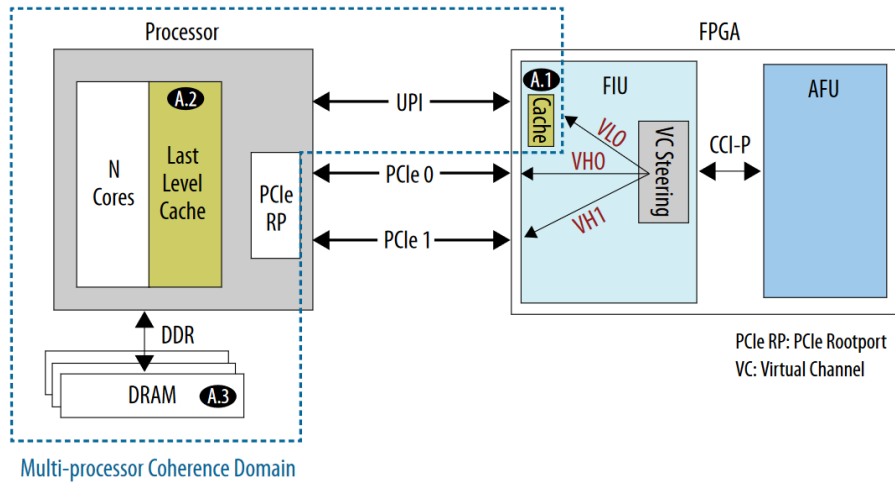 Processor
FPGA
A.2
A.1
FIU
AFU
N
Cores
Last
Level
Cache
PCIe
RP
UPI
PCIe 0
PCIe 1
Cache
VL0
VH0
VH1
VC Steering
CCI-P
DDR
DRAM
A.3
PCIe RP: PCIe Rootport
VC: Virtual Channel
Multi-processor Coherence Domain